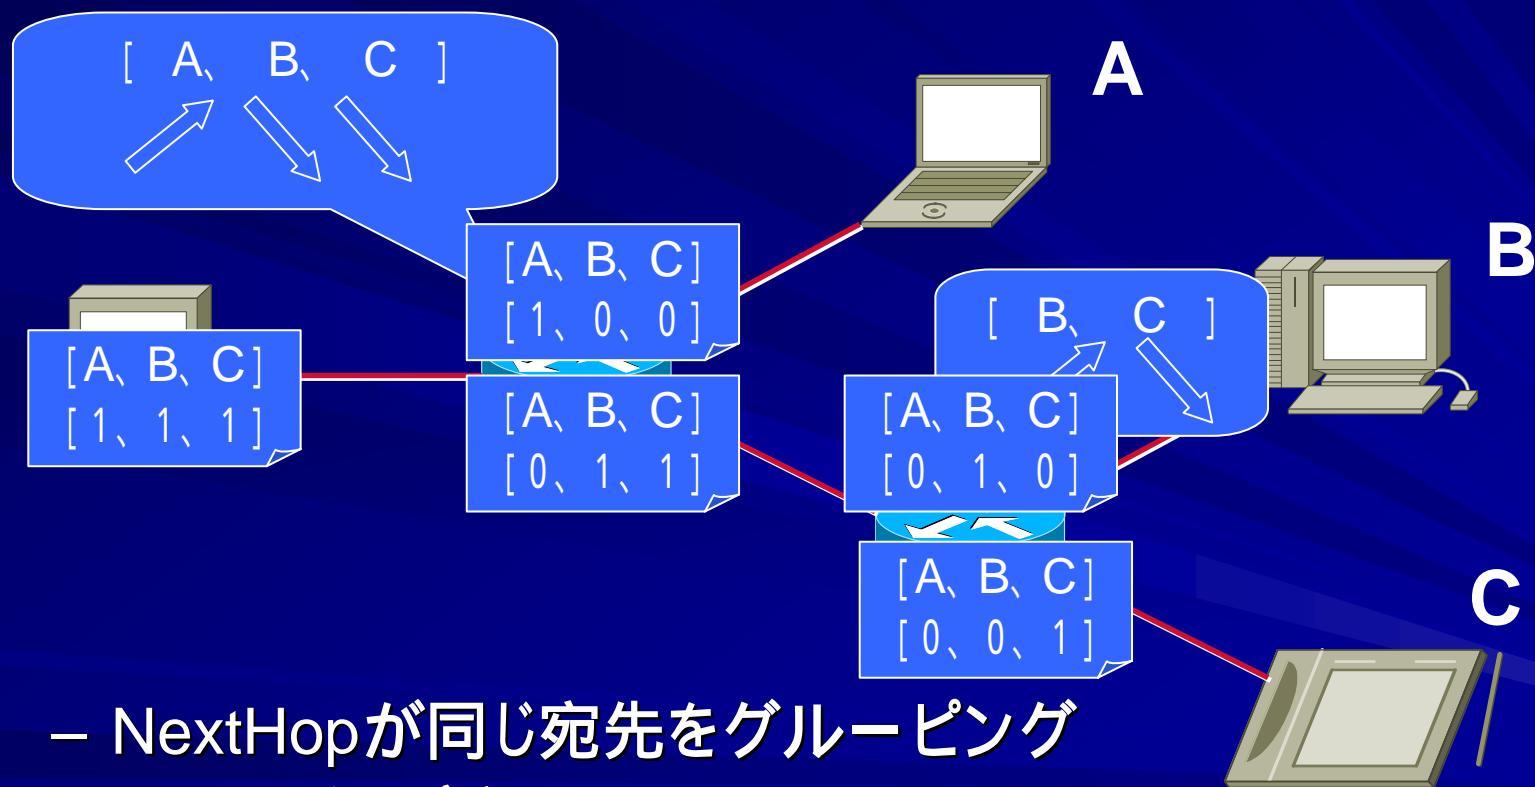 [ A、 B、 C ]
A
[A、B、C]
[1、0、0]
B
[ B、 C ]
[A、B、C]
[1、1、1]
[A、B、C]
[0、1、1]
[A、B、C]
[0、1、0]
[A、B、C]
[0、0、1]
C
– NextHopが同じ宛先をグルーピング